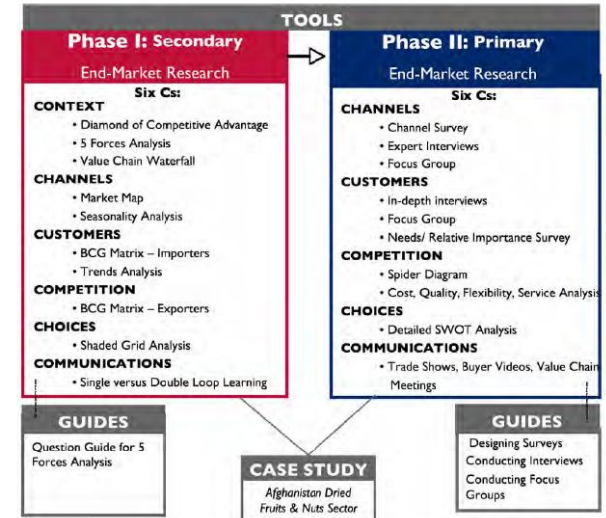 TOOLS
Phase I: Secondary
End-Market Research
Six Cs:
CONTEXT
• Diamond of Competitive Advantage
• 5 Forces Analysis
• Value Chain Waterfall
CHANNELS
• Market Map
• Seasonality Analysis
CUSTOMERS
• BCG Matrix – Importers
• Trends Analysis
COMPETITION
• BCG Matrix – Exporters
CHOICES
• Shaded Grid Analysis
COMMUNICATIONS
• Single versus Double Loop Learning
Phase II: Primary
End-Market Research
Six Cs:
CHANNELS
• Channel Survey
• Expert Interviews
• Focus Group
CUSTOMERS
• In-depth interviews
• Focus Group
• Needs/ Relative Importance Survey
COMPETITION
• Spider Diagram
• Cost, Quality, Flexibility, Service Analysis
CHOICES
• Detailed SWOT Analysis
COMMUNICATIONS
• Trade Shows, Buyer Videos, Value Chain
Meetings
GUIDES
Question Guide for 5
Forces Analysis
CASE STUDY
Afghanistan Dried
Fruits & Nuts Sector
GUIDES
Designing Surveys
Conducting Interviews
Conducting Focus
Groups